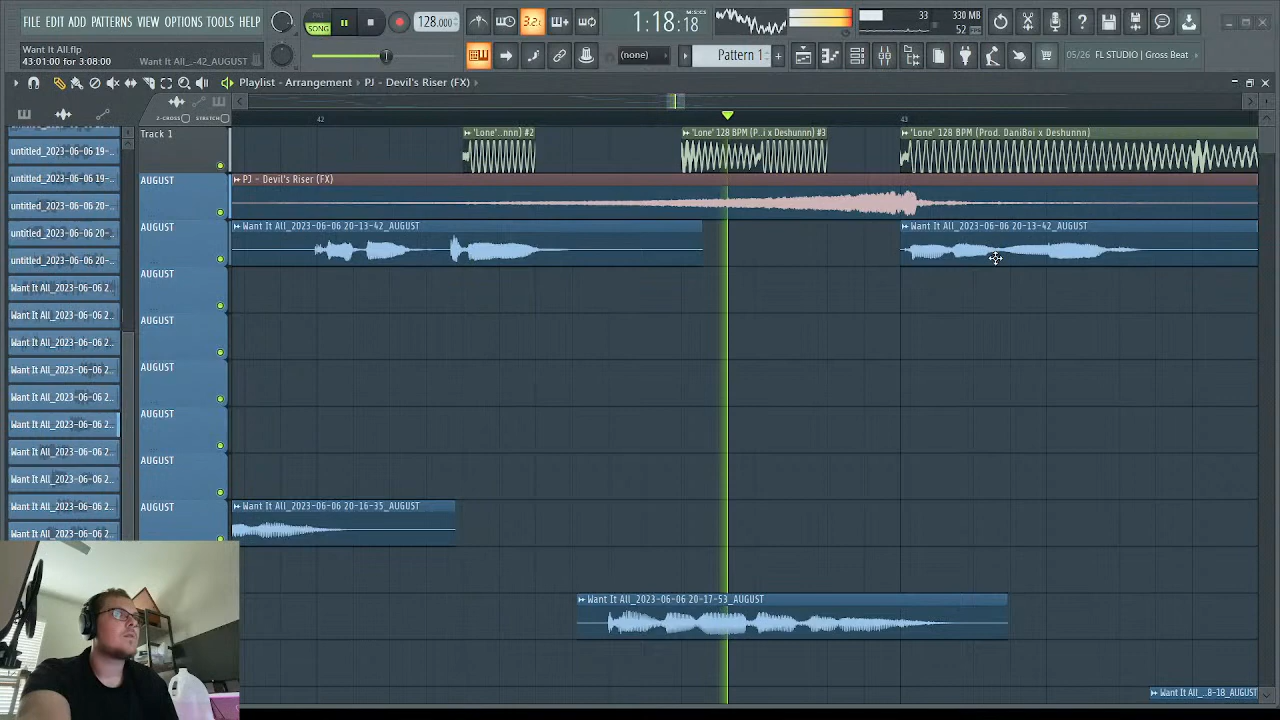 FILE EDIT ADD PATTERNS VIEW OPTIONS TOOLS HELP
PAT
SONG
128.000
3.2
1:18:18
M:S:CS
33
330 MB
52
Want It All.flp
43:01:00 for 3:08:09
Want It All_..-42_AUGUST
(none)
Pattern 1
05/26 FL STUDIO | Gross Beat
Playlist - Arrangement
PJ - Devil's Riser (FX)
Z-CROSS
STRETCH
42
43
untitled_2023-06-06 19-..
untitled_2023-06-06 19-..
untitled_2023-06-06 19-..
untitled_2023-06-06 20-..
untitled_2023-06-06 20-..
Want It All_2023-06-06 2..
Want It All_2023-06-06 2..
Want It All_2023-06-06 2..
Want It All_2023-06-06 2..
Want It All_2023-06-06 2..
Want It All_2023-06-06 2..
Want It All_2023-06-06 2..
Want It All_2023-06-06 2..
Want It All_2023-06-06 2..
Want It All_2023-06-06 2..
Track 1
'Lone'..nnn) #2
'Lone' 128 BPM (P..i x Deshunnn) #3
'Lone' 128 BPM (Prod. DaniBoi x Deshunnn)
AUGUST
PJ - Devil's Riser (FX)
AUGUST
Want It All_2023-06-06 20-13-42_AUGUST
Want It All_2023-06-06 20-13-42_AUGUST
AUGUST
AUGUST
AUGUST
AUGUST
AUGUST
AUGUST
Want It All_2023-06-06 20-16-35_AUGUST
Want It All_2023-06-06 20-17-53_AUGUST
Want It All_..8-18_AUGUST